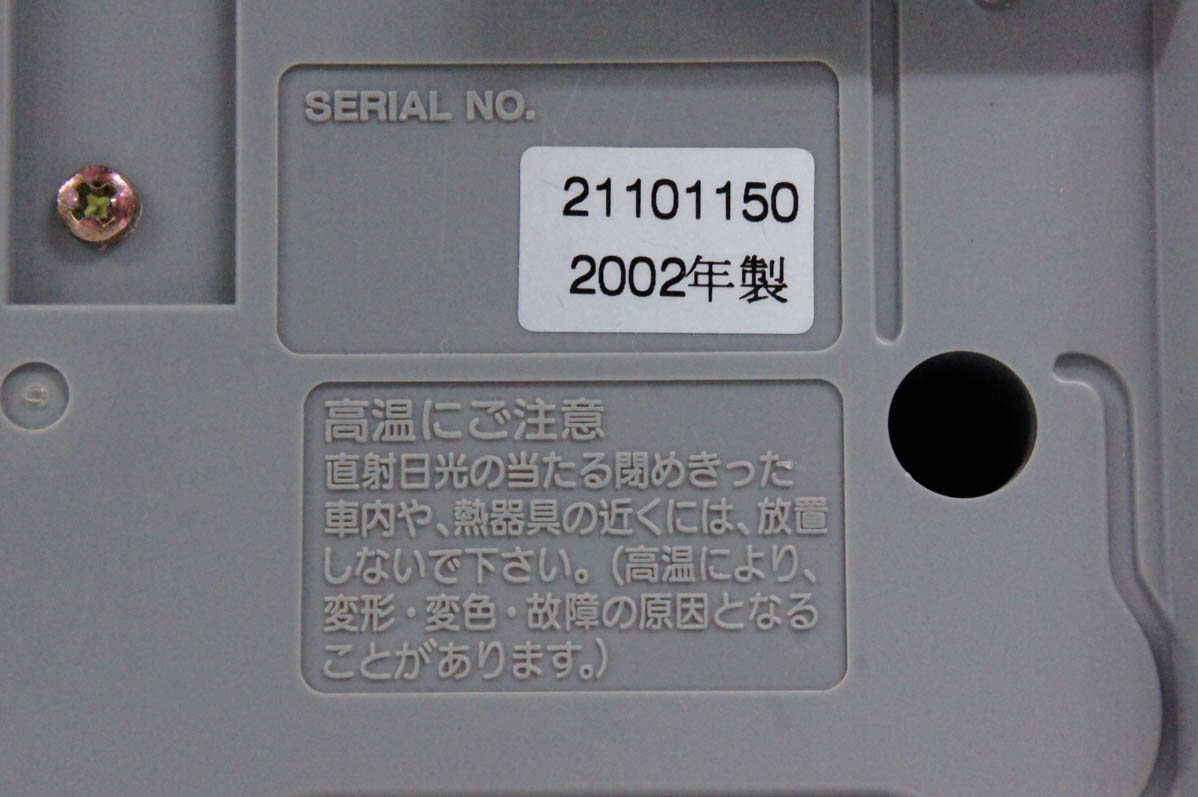 SERIAL NO.
21101150
2002年製
高温にご注意
直射日光の当たる閉めきった
車内や、熱器具の近くには、放置
しないで下さい。(高温により、
変形・変色・故障の原因となる
ことがあります。)